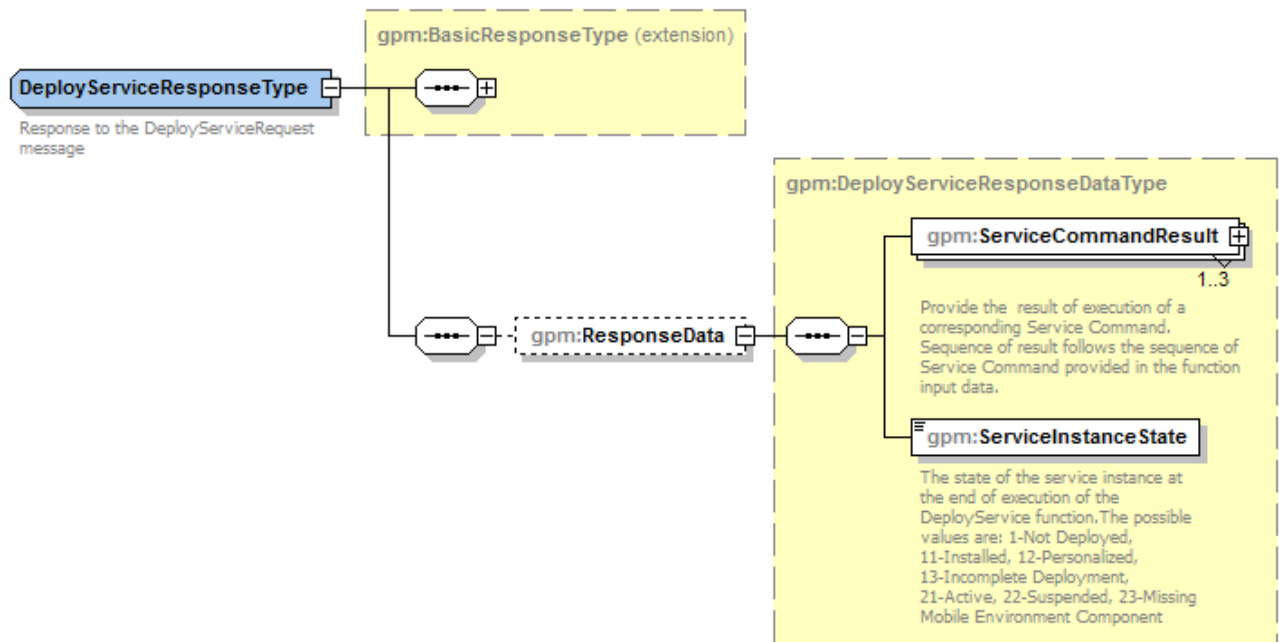 gpm:BasicResponseType (extension)
DeployServiceResponseType
Response to the DeployServiceRequest
message
gpm:DeployServiceResponseDataType
gpm:ServiceCommandResult
1..3
Provide the  result of execution of a
corresponding Service Command.
Sequence of result follows the sequence of
Service Command provided in the function
input data.
gpm:ResponseData
gpm:ServiceInstanceState
The state of the service instance at
the end of execution of the
DeployService function.The possible
values are: 1-Not Deployed,
11-Installed, 12-Personalized,
13-Incomplete Deployment,
21-Active, 22-Suspended, 23-Missing
Mobile Environment Component